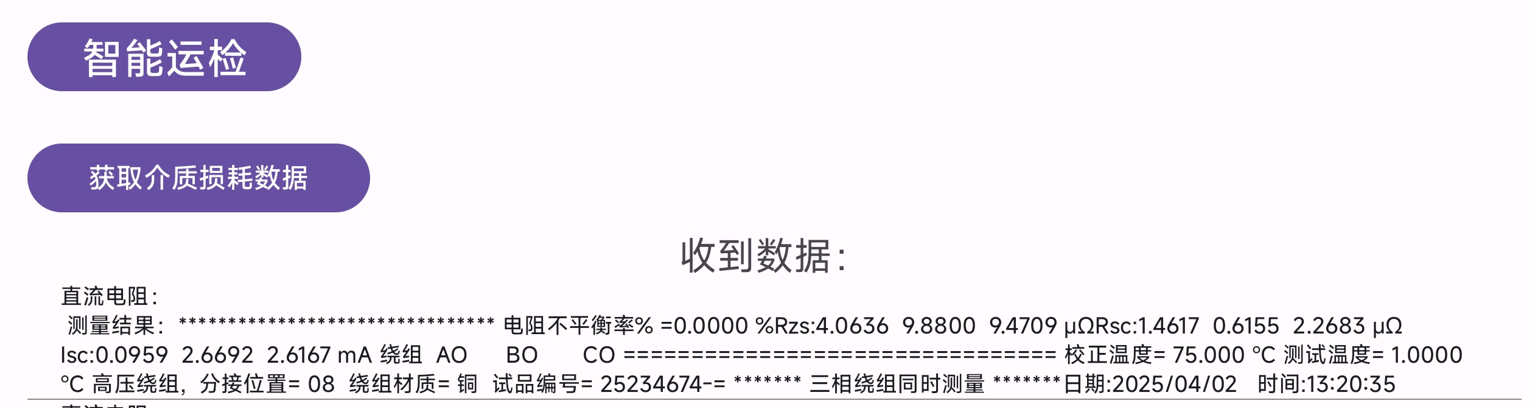 智能运检
获取介质损耗数据
收到数据：
直流电阻：
测量结果：******************************** 电阻不平衡率% =0.0000 %Rzs:4.0636 9.8800 9.4709 μΩRsc:1.4617 0.6155 2.2683 μΩ
Isc:0.0959 2.6692 2.6167 mA 绕组 AO BO CO ================================ 校正温度= 75.000 ℃ 测试温度= 1.0000
℃ 高压绕组，分接位置= 08 绕组材质= 铜 试品编号= 25234674-= ******* 三相绕组同时测量 *******日期:2025/04/02 时间:13:20:35